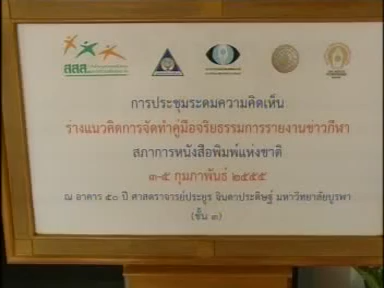 สสส.
การประชุมระดมความคิดเห็น
ร่างแนวคิดการจัดทำคู่มือจริยธรรมการรายงานข่าวกีฬา
สภาการหนังสือพิมพ์แห่งชาติ
๓-๕ กุมภาพันธ์ ๒๕๕๕
ณ อาคาร ๕๐ ปี ศาสตราจารย์ประยูร จินดาประดิษฐ์ มหาวิทยาลัยบูรพา
(ชั้น ๓)